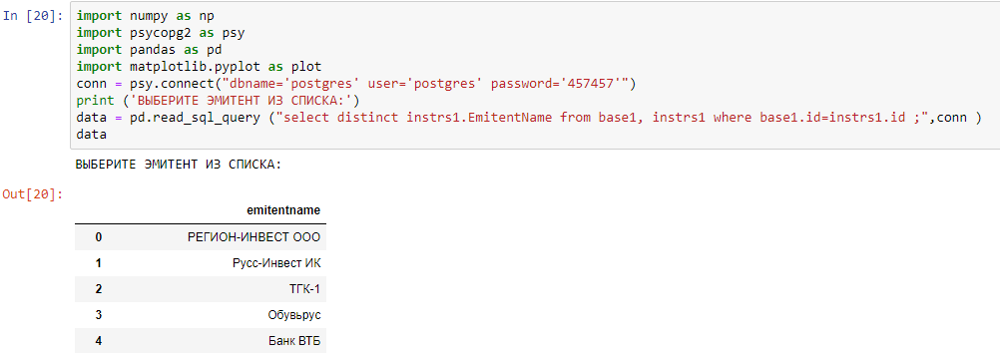 In [20]: import numpy as np
import psycopg2 as psy
import pandas as pd
import matplotlib.pyplot as plot
conn = psy.connect("dbname='postgres' user='postgres' password='457457'")
print ('ВЫБЕРИТЕ ЭМИТЕНТ ИЗ СПИСКА:')
data = pd.read_sql_query ("select distinct instrs1.EmitentName from base1, instrs1 where base1.id=instrs1.id ;",conn )
data
ВЫБЕРИТЕ ЭМИТЕНТ ИЗ СПИСКА:
Out[20]:
emitentname
0 РЕГИОН-ИНВЕСТ ООО
1 Русс-Инвест ИК
2 ТГК-1
3 Обувьрус
4 Банк ВТБ